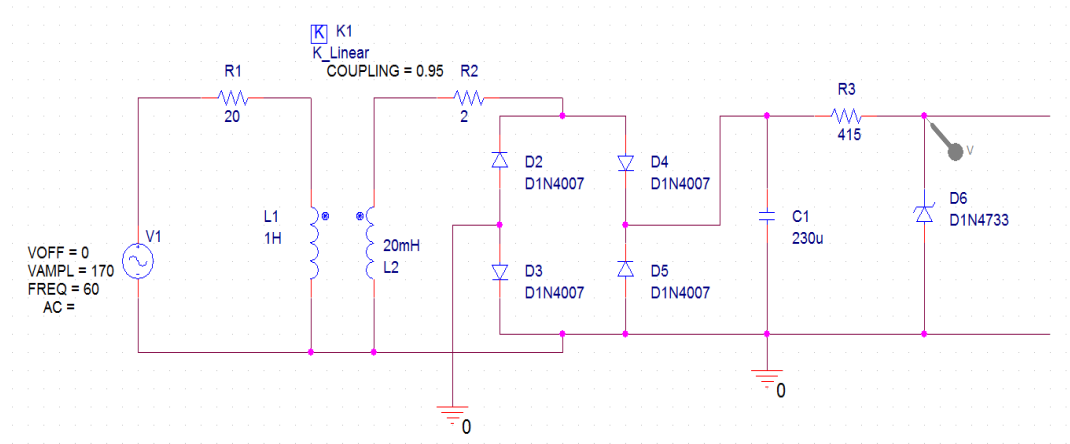 K K1
K_Linear
COUPLING = 0.95
R1
20
R2
2
R3
415
V
D2
D1N4007
D4
D1N4007
L1
1H
20mH
L2
C1
230u
D6
D1N4733
V1
VOFF = 0
VAMPL = 170
FREQ = 60
AC =
D3
D1N4007
D5
D1N4007
0
0